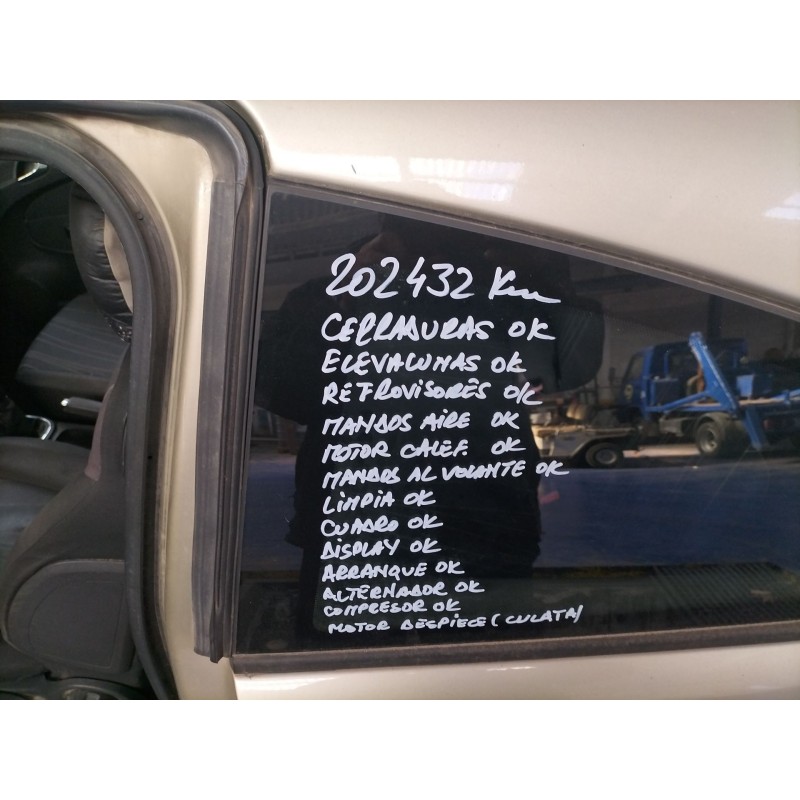 202432 Km
CERRADURAS OK
ELEVALUNAS OK
RETROVISORES OK
MANDOS AIRE OK
MOTOR CALEF. OK
MANDOS AL VOLANTE OK
LIMPIA OK
CUADRO OK
DISPLAY OK
ARRANQUE OK
ALTERNADOR OK
COMPRESOR OK
MOTOR DESPIECE (CULATA)